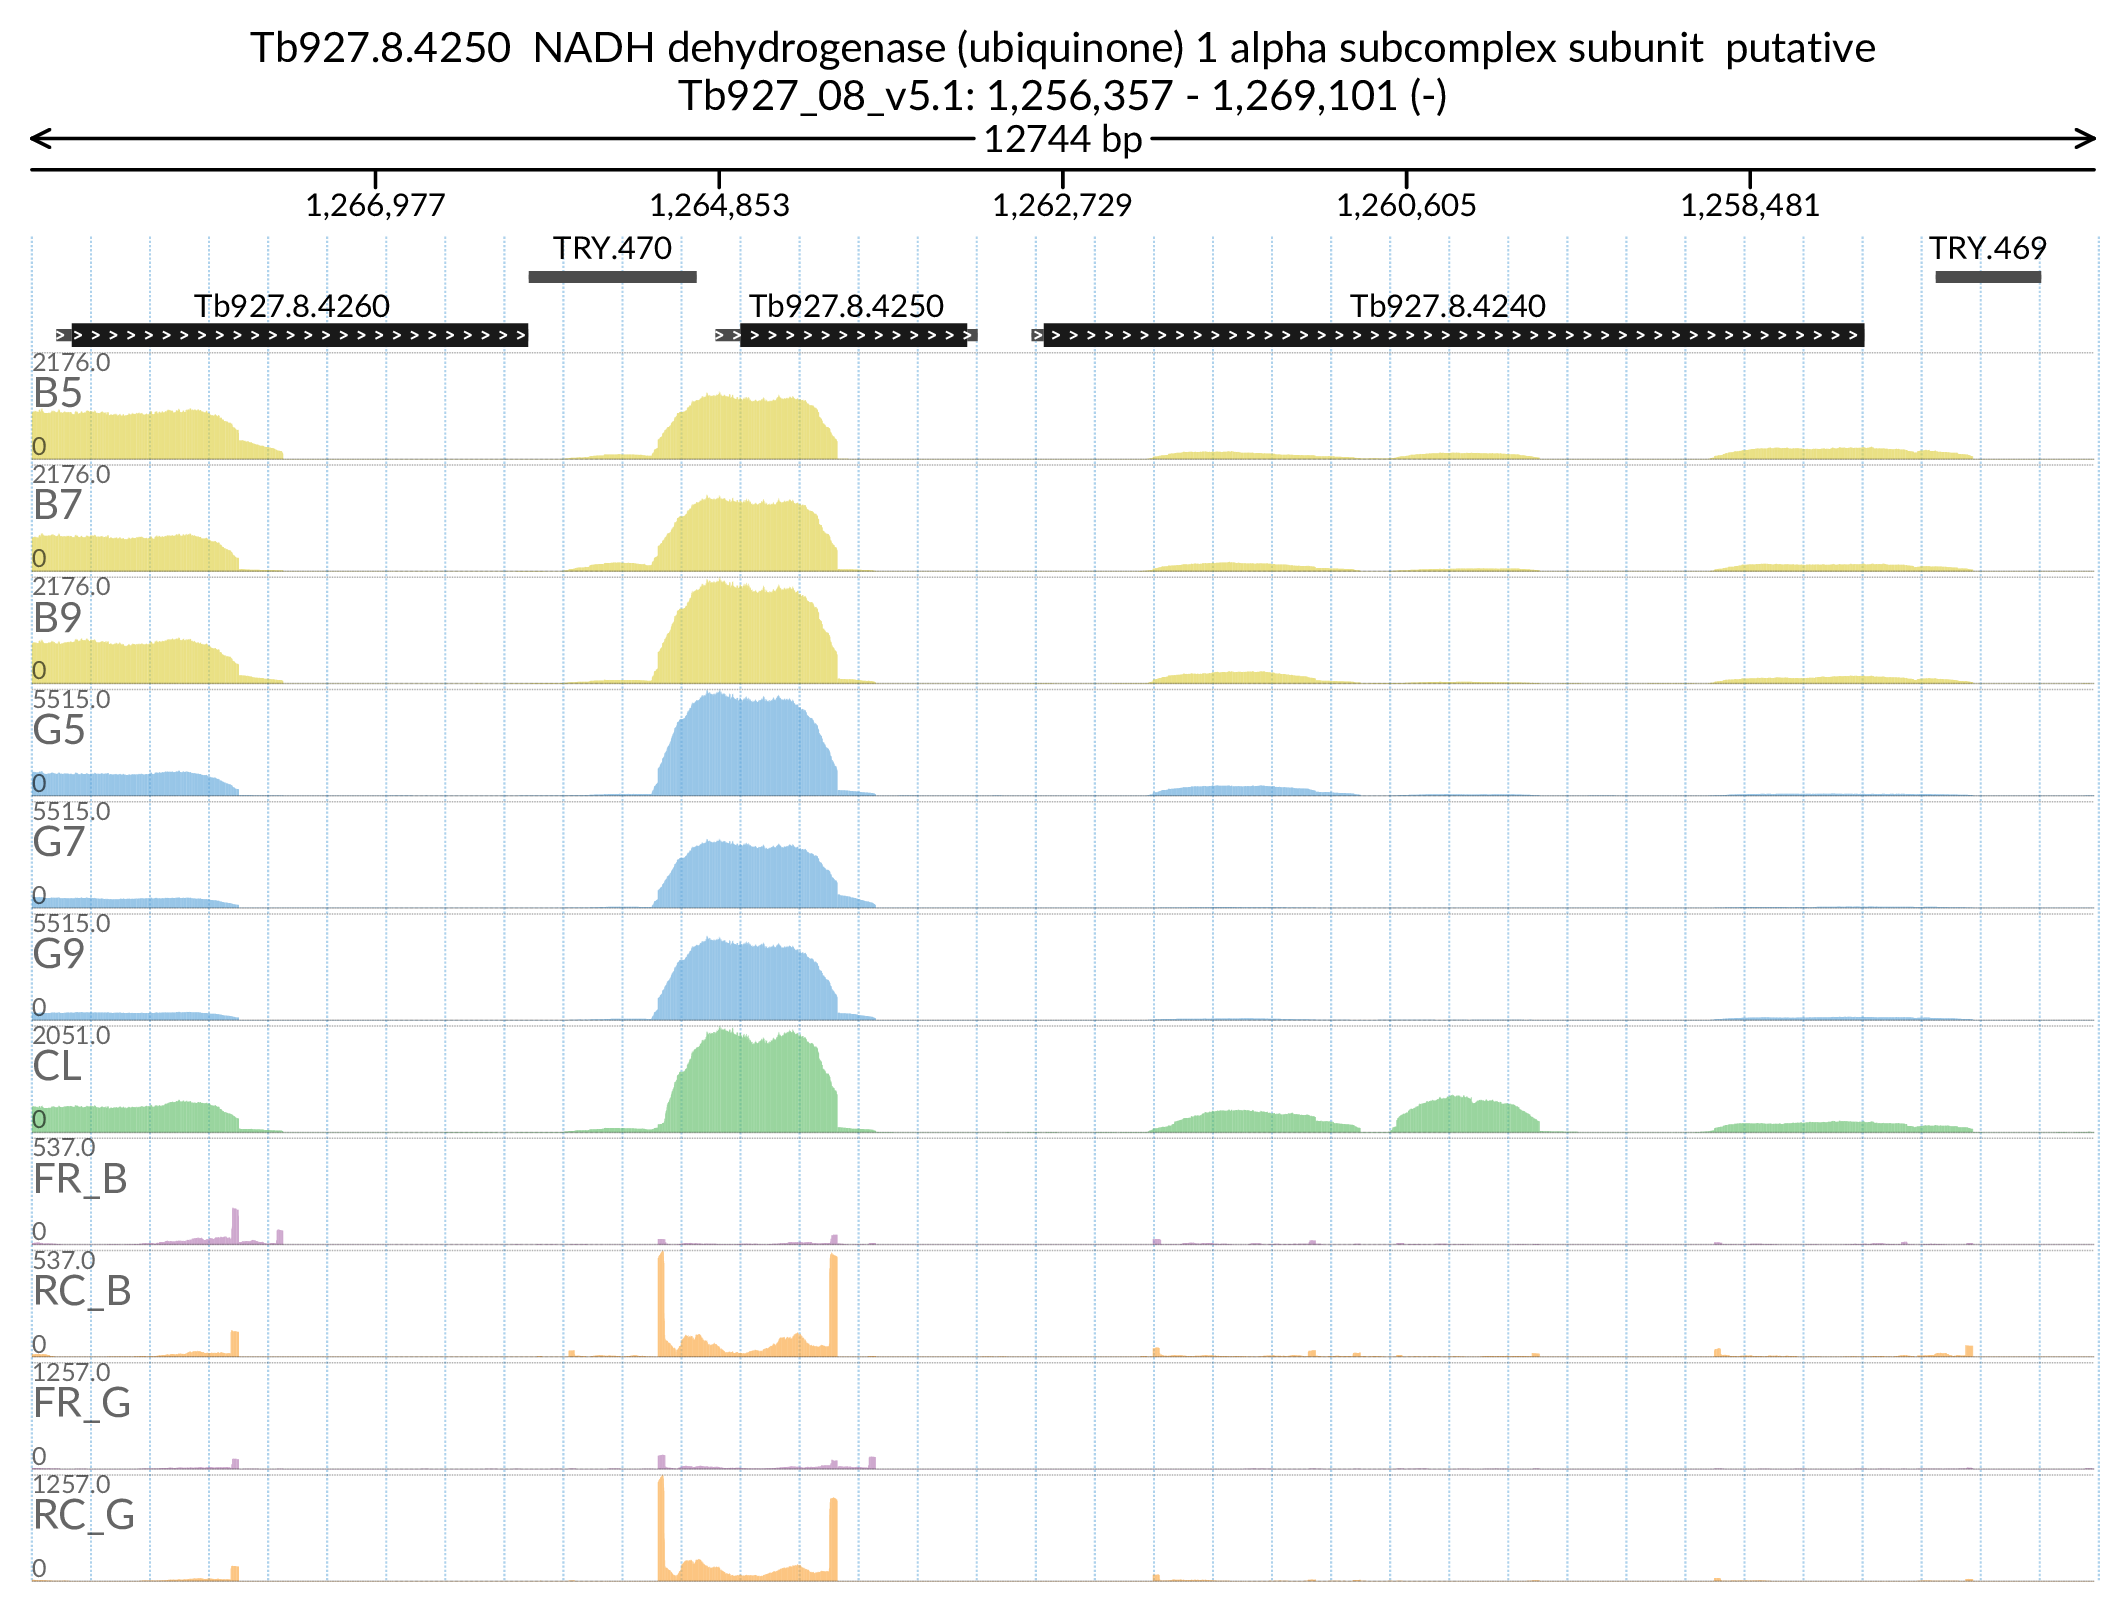 Tb927.8.4250  NADH dehydrogenase (ubiquinone) 1 alpha subcomplex subunit  putative
Tb927_08_v5.1: 1,256,357 - 1,269,101 (-)
12744 bp
1,266,977 1,264,853 1,262,729 1,260,605 1,258,481
TRY.470 TRY.469
Tb927.8.4260 Tb927.8.4250 Tb927.8.4240
2176.0
B5
0
2176.0
B7
0
2176.0
B9
0
5515.0
G5
0
5515.0
G7
0
5515.0
G9
0
2051.0
CL
0
537.0
FR_B
0
537.0
RC_B
0
1257.0
FR_G
0
1257.0
RC_G
0